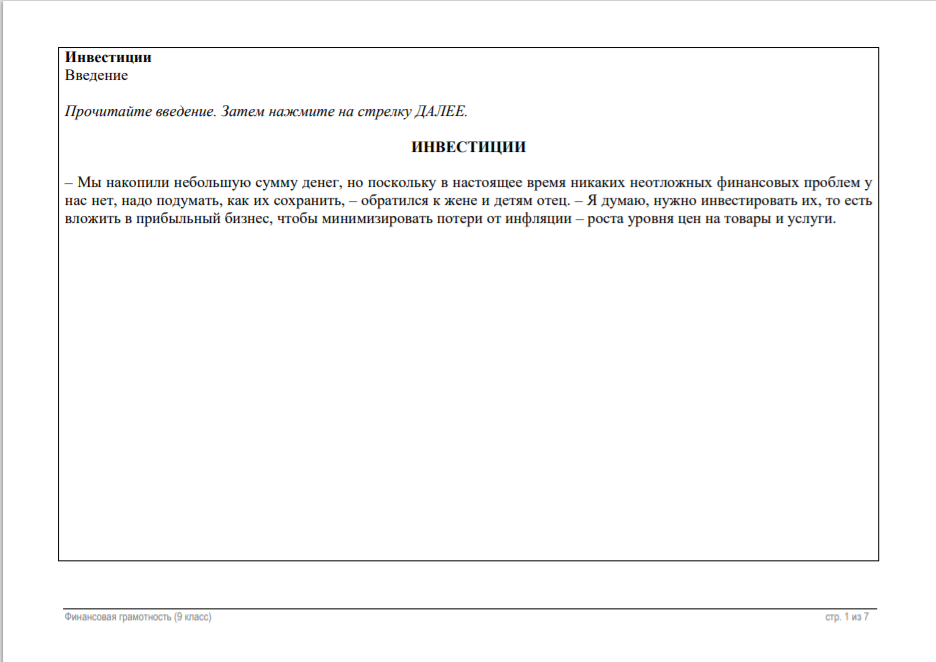 Инвестиции
Введение
Прочитайте введение. Затем нажмите на стрелку ДАЛЕЕ.
ИНВЕСТИЦИИ
– Мы накопили небольшую сумму денег, но поскольку в настоящее время никаких неотложных финансовых проблем у
нас нет, надо подумать, как их сохранить, – обратился к жене и детям отец. – Я думаю, нужно инвестировать их, то есть
вложить в прибыльный бизнес, чтобы минимизировать потери от инфляции – роста уровня цен на товары и услуги.
Финансовая грамотность (9 класс)
стр. 1 из 7